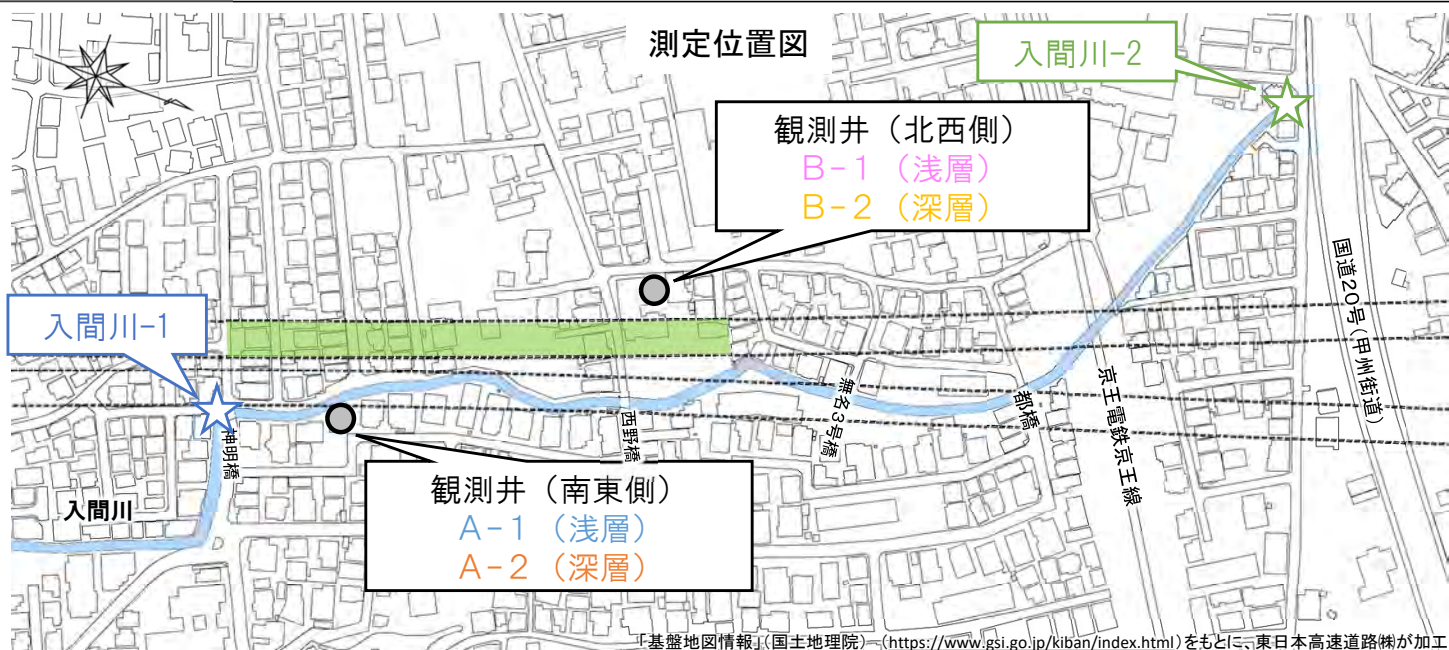 測定位置図
入間川-2
観測井（北西側）
B-1（浅層）
B-2（深層）
国道20号（甲州街道）
入間川-1
神明橋
西野橋
無名3号橋
都橋
京王電鉄京王線
入間川
観測井（南東側）
A-1（浅層）
A-2（深層）
「基盤地図情報」（国土地理院）（https://www.gsi.go.jp/kiban/index.html）をもとに、東日本高速道路㈱が加工